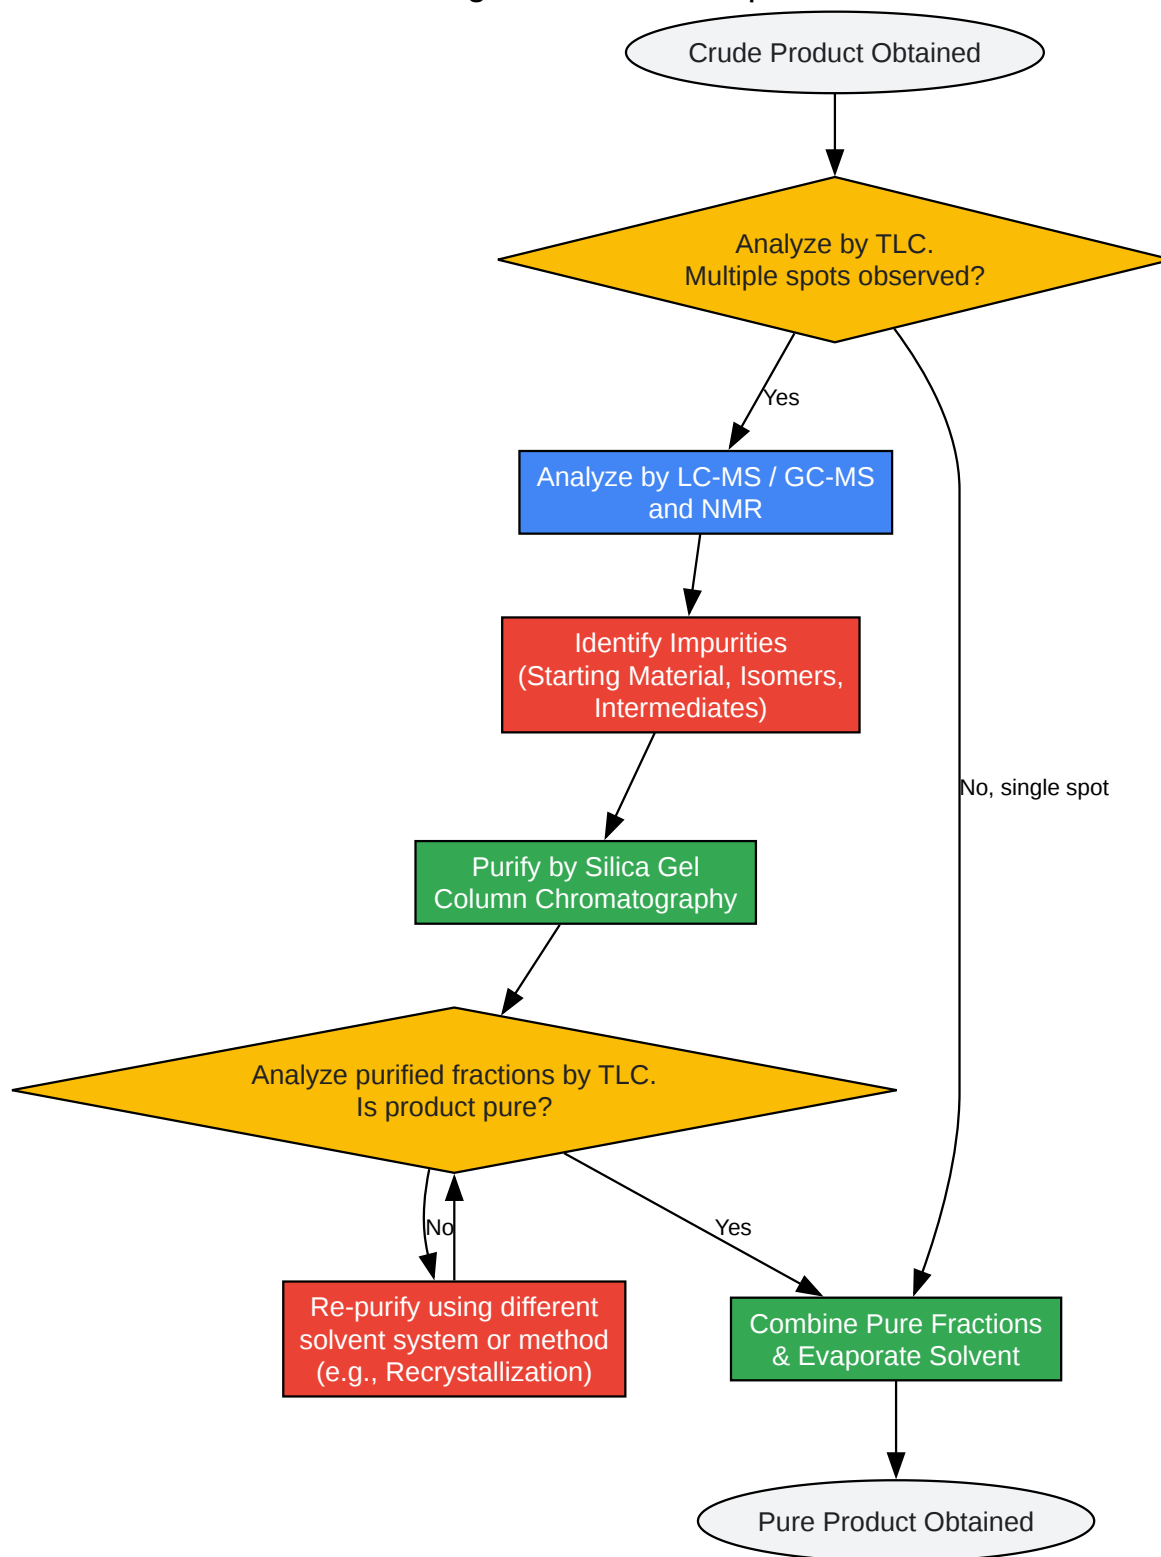 Crude Product Obtained
Analyze by TLC.
Multiple spots observed?
Yes
Analyze by LC-MS / GC-MS
and NMR
Identify Impurities
(Starting Material, Isomers,
Intermediates)
No, single spot
Purify by Silica Gel
Column Chromatography
Analyze purified fractions by TLC.
Is product pure?
No
Yes
Re-purify using different
solvent system or method
(e.g., Recrystallization)
Combine Pure Fractions
& Evaporate Solvent
Pure Product Obtained